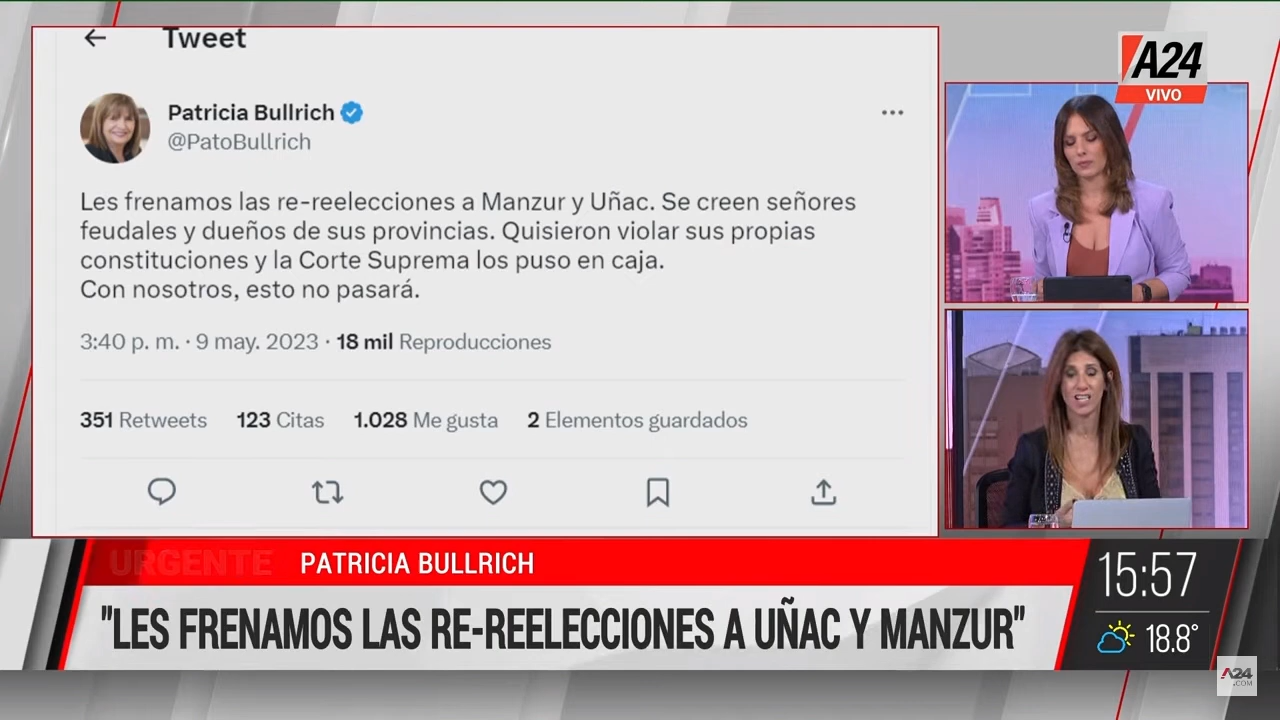 Tweet
Patricia Bullrich
@PatoBullrich
Les frenamos las re-reelecciones a Manzur y Uñac. Se creen señores
feudales y dueños de sus provincias. Quisieron violar sus propias
constituciones y la Corte Suprema los puso en caja.
Con nosotros, esto no pasará.
3:40 p. m. · 9 may. 2023 · 18 mil Reproducciones
351 Retweets 123 Citas 1.028 Me gusta 2 Elementos guardados
A24
VIVO
URGENTE PATRICIA BULLRICH
"LES FRENAMOS LAS RE-REELECCIONES A UÑAC Y MANZUR"
15:57
18.8°
A24
.COM